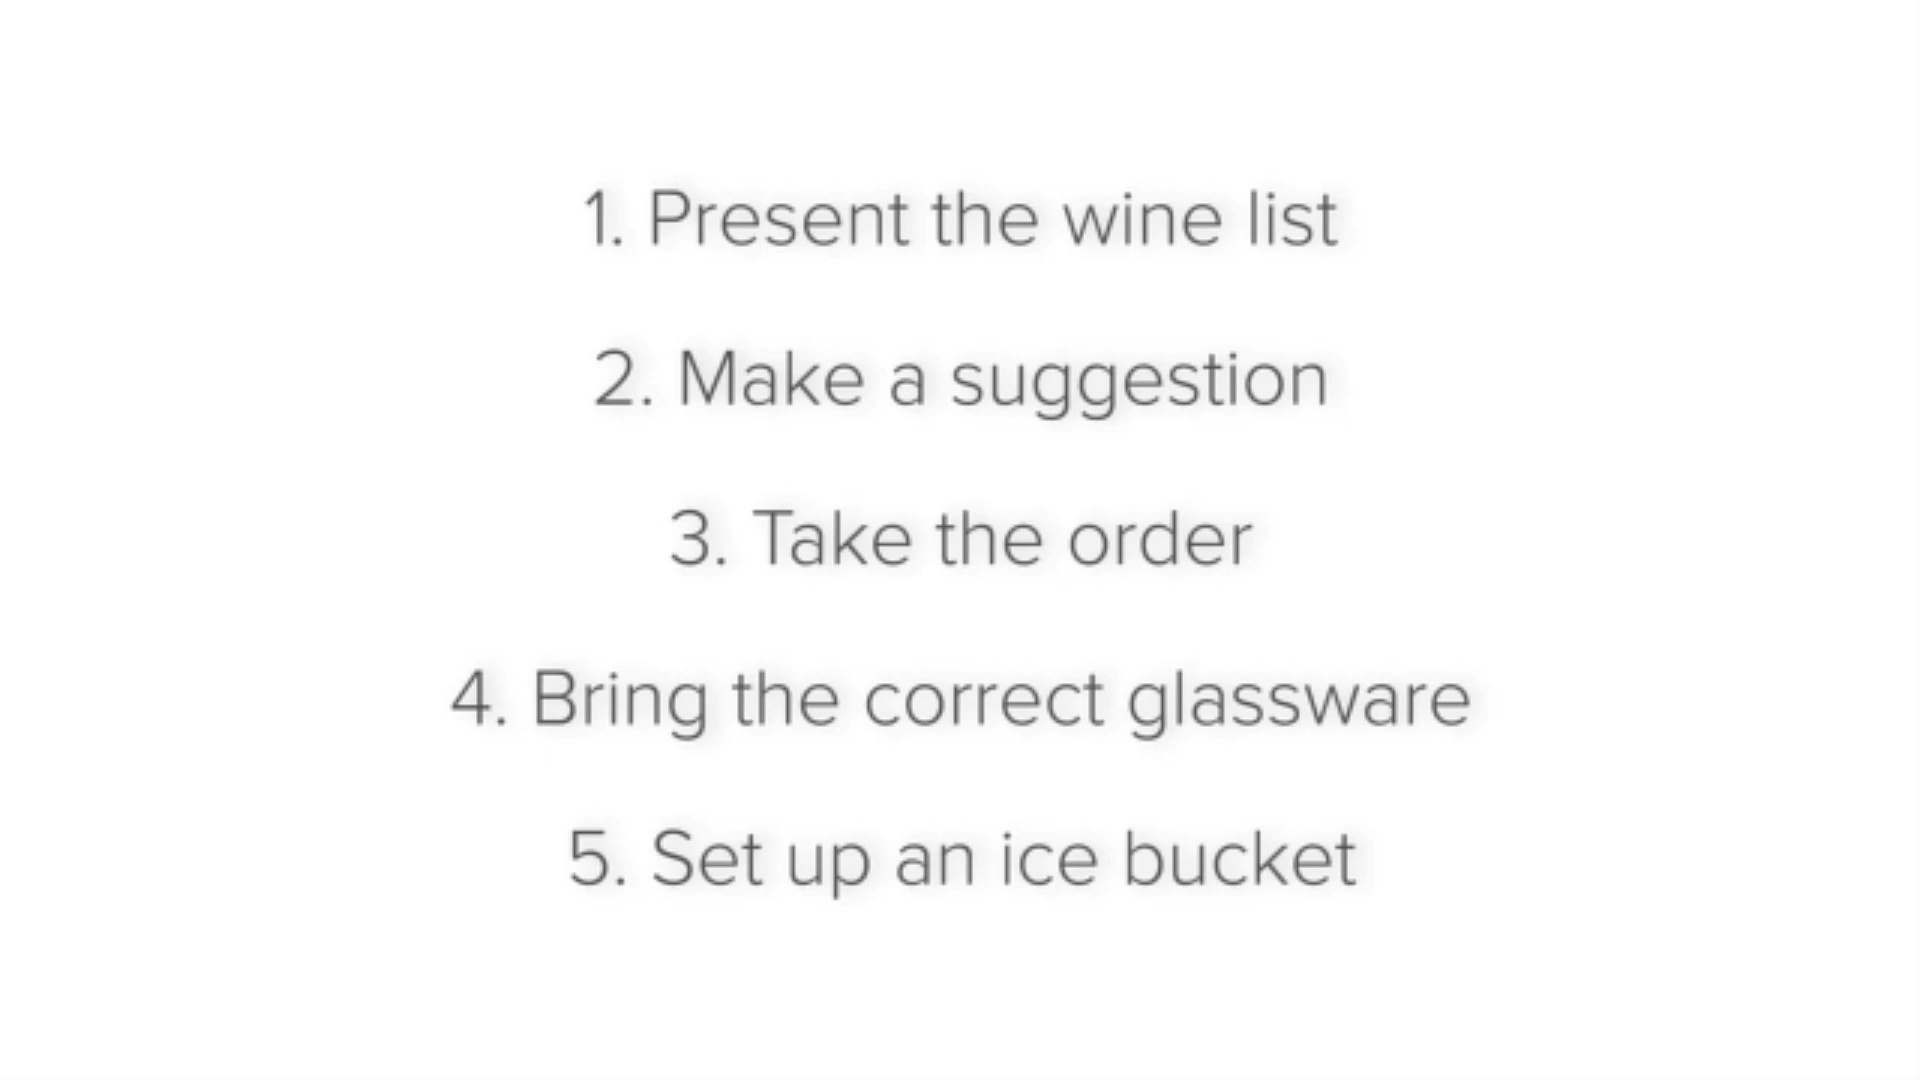 1. Present the wine list
2. Make a suggestion
3. Take the order
4. Bring the correct glassware
5. Set up an ice bucket